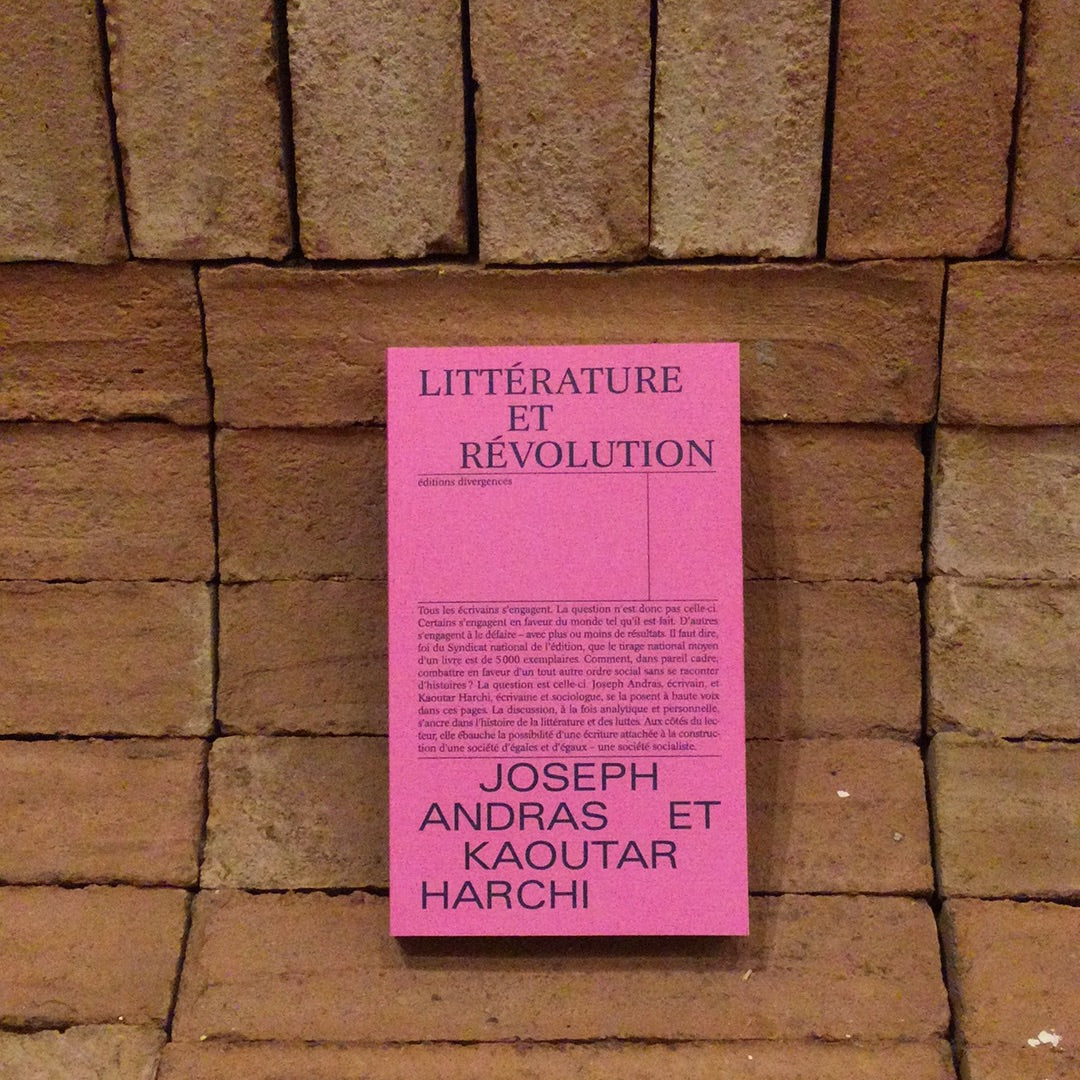 LITTÉRATURE
ET
RÉVOLUTION
éditions divergences
Tous les écrivains s'engagent. La question n'est donc pas celle-ci.
Certains s'engagent en faveur du monde tel qu'il est fait. D'autres
s'engagent à le défaire – avec plus ou moins de résultats. Il faut dire,
foi du Syndicat national de l'édition, que le tirage national moyen
d'un livre est de 5 000 exemplaires. Comment, dans pareil cadre,
combattre en faveur d'un tout autre ordre social sans se raconter
d'histoires ? La question est celle-ci. Joseph Andras, écrivain, et
Kaoutar Harchi, écrivaine et sociologue, se la posent à haute voix
dans ces pages. La discussion, à la fois analytique et personnelle,
s'ancre dans l'histoire de la littérature et des luttes. Aux côtés du lec-
teur, elle ébauche la possibilité d'une écriture attachée à la construc-
tion d'une société d'égales et d'égaux – une société socialiste.
JOSEPH
ANDRAS ET
KAOUTAR
HARCHI